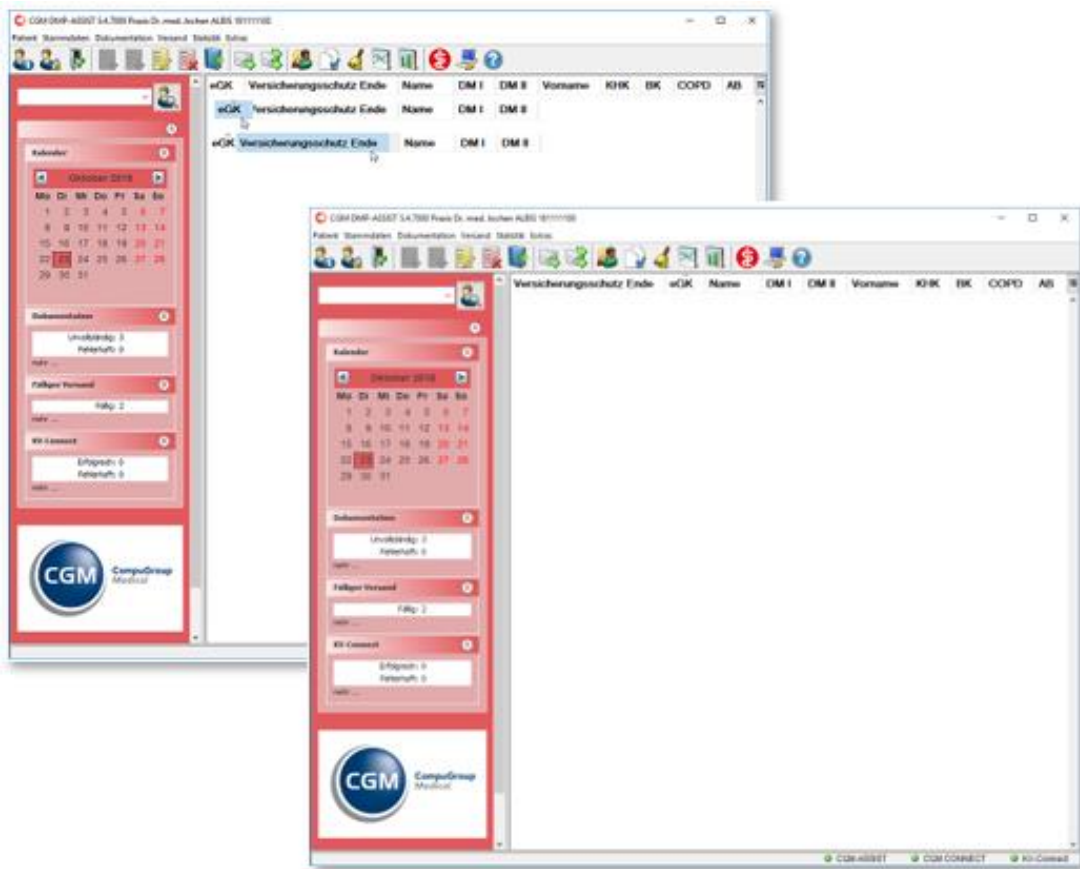 CGM DMP-ASSIST 5.4.7000 Praxis Dr. med. Jochen ALBIS
Patient Stammdaten Dokumentation Versand Statistik Extras
eGK Versicherungsschutz Ende Name DM I DM II Vorname KHK BK COPD AB
eGK Versicherungsschutz Ende Name DM I DM II
eGK Versicherungsschutz Ende Name DM I DM II
Kalender
Oktober 2018
Mo Di Mi Do Fr Sa So
1 2 3 4 5 6 7
8 9 10 11 12 13 14
15 16 17 18 19 20 21
22 23 24 25 26 27 28
29 30 31
Dokumentation
Unvollständig: 3
Fehlerhaft: 0
mehr ...
Fälliger Versand
Fällig: 2
mehr ...
KV-Connect
Erfolgreich: 0
Fehlerhaft: 0
mehr ...
CGM CompuGroup
Medical
CGM DMP-ASSIST 5.4.7000 Praxis Dr. med. Jochen ALBIS
Patient Stammdaten Dokumentation Versand Statistik Extras
Versicherungsschutz Ende eGK Name DM I DM II Vorname KHK BK COPD AB
Kalender
Oktober 2018
Mo Di Mi Do Fr Sa So
1 2 3 4 5 6 7
8 9 10 11 12 13 14
15 16 17 18 19 20 21
22 23 24 25 26 27 28
29 30 31
Dokumentation
Unvollständig: 3
Fehlerhaft: 0
mehr ...
Fälliger Versand
Fällig: 2
mehr ...
KV-Connect
Erfolgreich: 0
Fehlerhaft: 0
mehr ...
CGM CompuGroup
Medical
CGM ASSIST CGM CONNECT KV-Connect